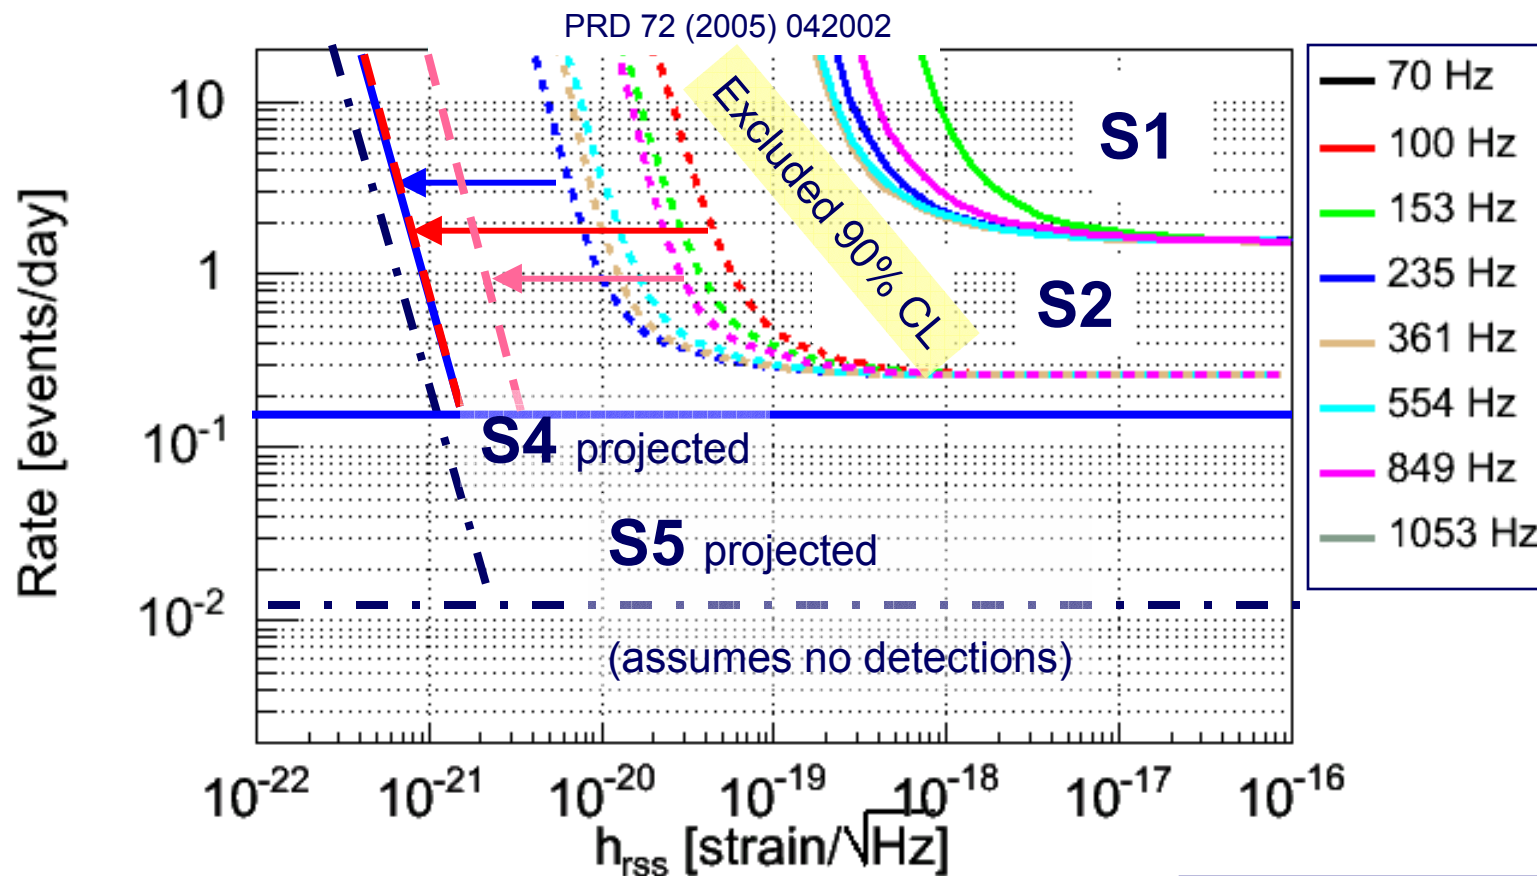 PRD 72 (2005) 042002
Rate [events/day]
10
1
10-1
10-2
Excluded 90% CL
S1
S2
S4 projected
S5 projected
(assumes no detections)
10-22 10-21 10-20 10-19 10-18 10-17 10-16
hrss [strain/√Hz]
70 Hz
100 Hz
153 Hz
235 Hz
361 Hz
554 Hz
849 Hz
1053 Hz